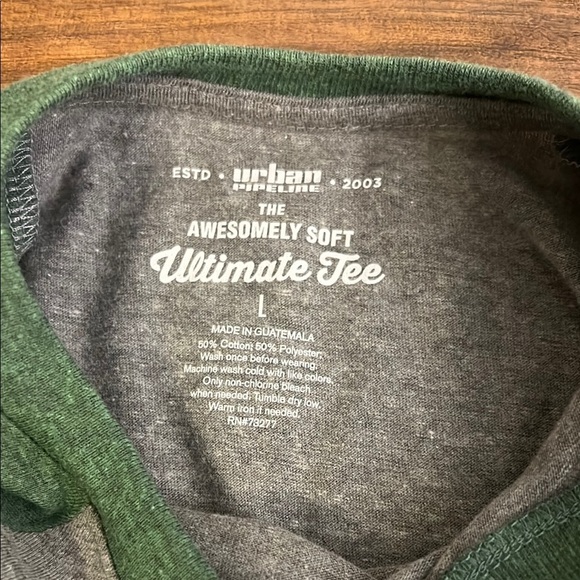 ESTD • urban PIPELINE • 2003
THE
AWESOMELY SOFT
Ultimate Tee
L
MADE IN GUATEMALA
50% Cotton; 50% Polyester;
Wash once before wearing.
Machine wash cold with like colors.
Only non-chlorine bleach
when needed. Tumble dry low.
Warm iron if needed.
RN#73277